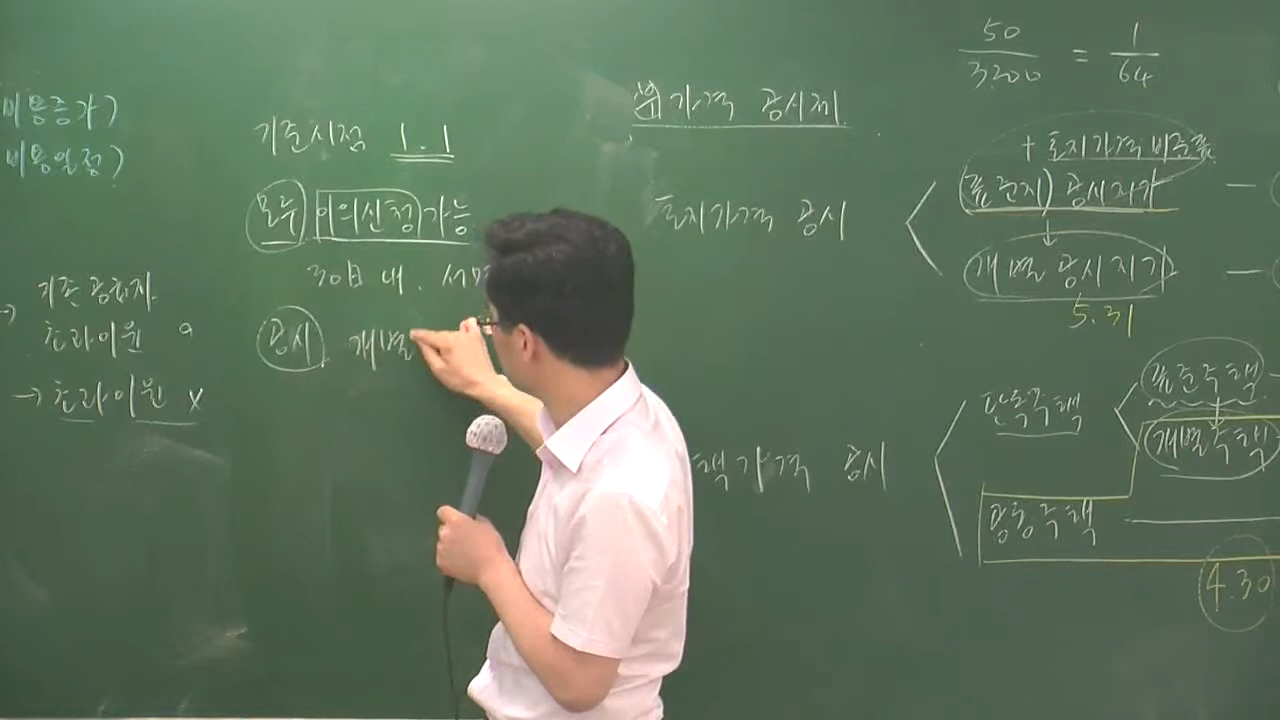 비용증가?
비용일정?
기존공급자
초과이윤
→ 초과이윤 x
기준시점 1.1
모두 이의신청 가능
30日 내. 서면
공시 개별
가격 공시제
토지가격 공시
택가격 공시
50/3200 = 1/64
+ 토지가격비준표
표준지 공시지가
개별공시지가
5.31
단독주택
표준주택
개별주택
공동주택
4.30